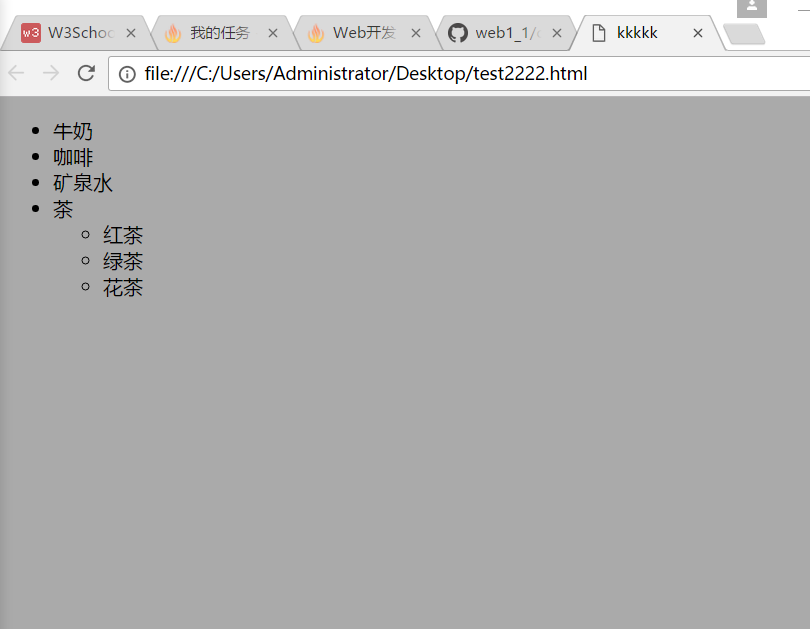 w3 W3Schoo 我的任务 Web开发 web1_1/ kkkkk
file:///C:/Users/Administrator/Desktop/test2222.html
牛奶
咖啡
矿泉水
茶
红茶
绿茶
花茶